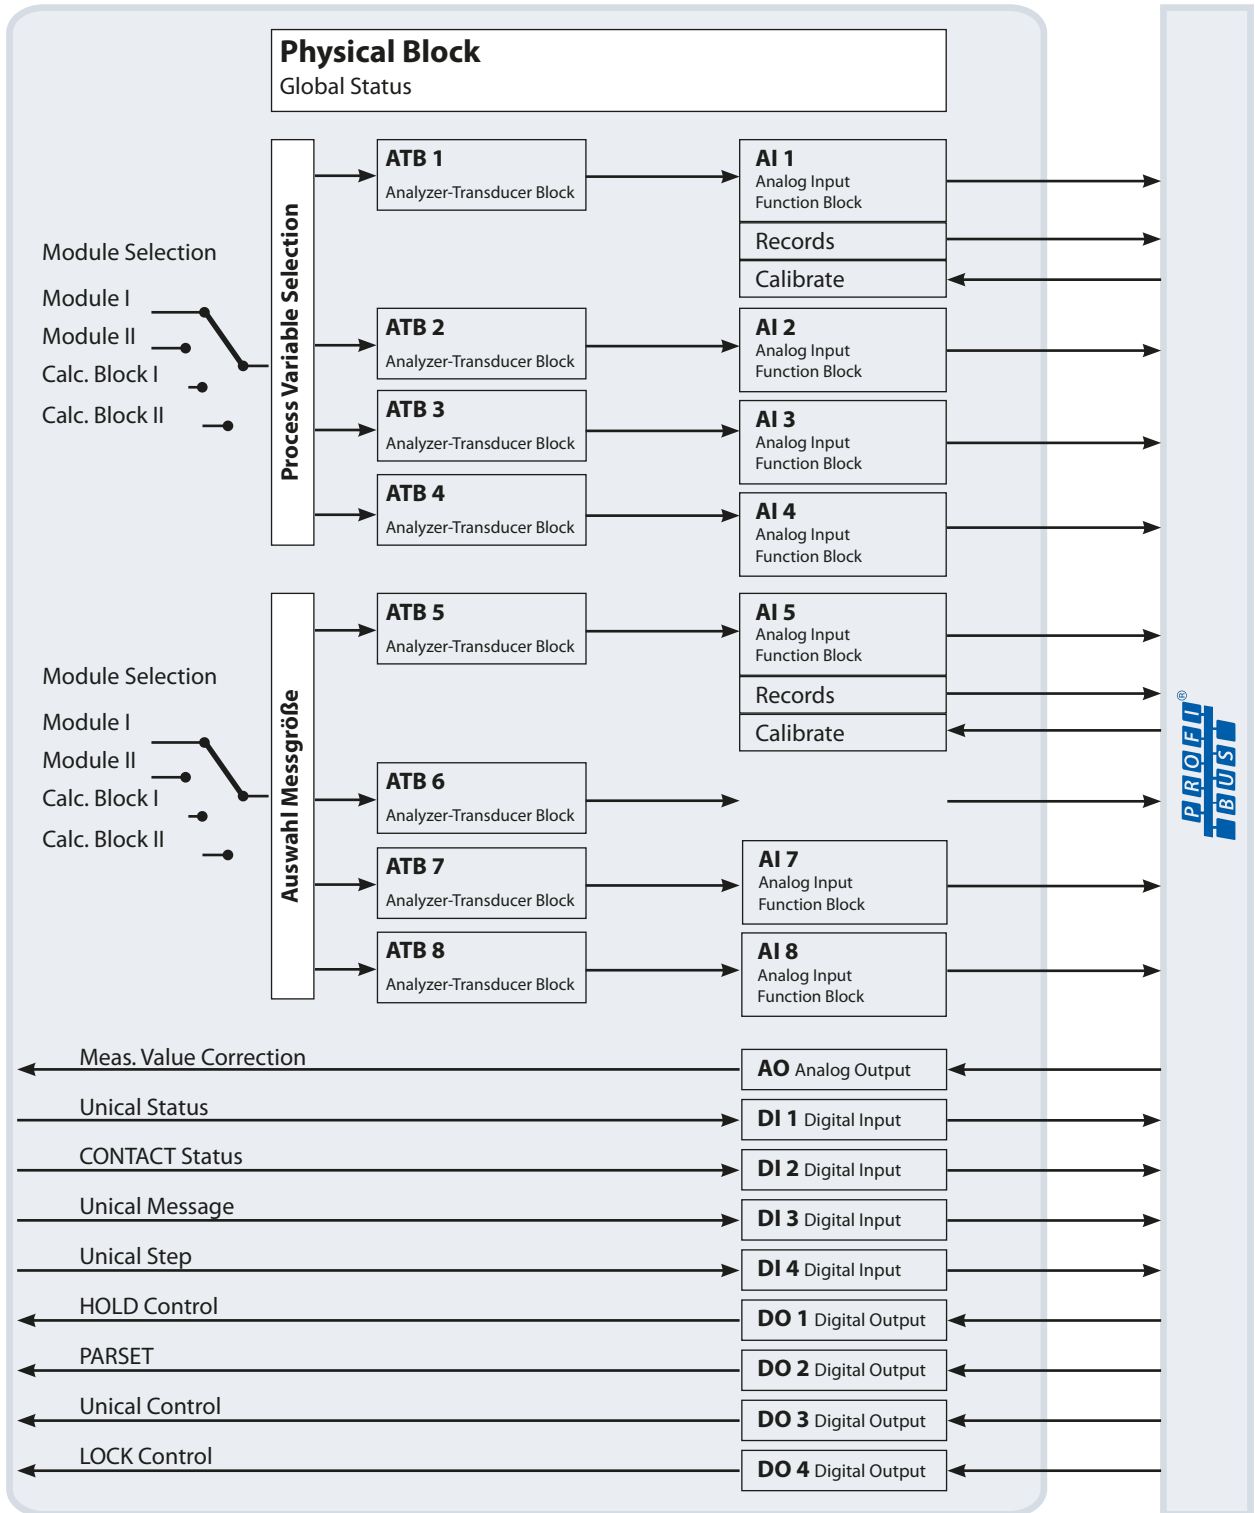 Physical Block
Global Status
Module Selection
Module I
Module II
Calc. Block I
Calc. Block II
Process Variable Selection
ATB 1
Analyzer-Transducer Block
AI 1
Analog Input
Function Block
Records
Calibrate
ATB 2
Analyzer-Transducer Block
AI 2
Analog Input
Function Block
ATB 3
Analyzer-Transducer Block
AI 3
Analog Input
Function Block
ATB 4
Analyzer-Transducer Block
AI 4
Analog Input
Function Block
Module Selection
Module I
Module II
Calc. Block I
Calc. Block II
Auswahl Messgröße
ATB 5
Analyzer-Transducer Block
AI 5
Analog Input
Function Block
Records
Calibrate
ATB 6
Analyzer-Transducer Block
ATB 7
Analyzer-Transducer Block
AI 7
Analog Input
Function Block
ATB 8
Analyzer-Transducer Block
AI 8
Analog Input
Function Block
PROFI®
BUS
Meas. Value Correction
AO Analog Output
Unical Status
DI 1 Digital Input
CONTACT Status
DI 2 Digital Input
Unical Message
DI 3 Digital Input
Unical Step
DI 4 Digital Input
HOLD Control
DO 1 Digital Output
PARSET
DO 2 Digital Output
Unical Control
DO 3 Digital Output
LOCK Control
DO 4 Digital Output